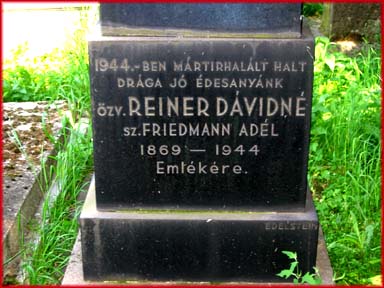 1944.-BEN MÁRTIRHALÁLT HALT
DRÁGA JÓ ÉDESANYÁNK
ÖZV. REINER DÁVIDNÉ
SZ. FRIEDMANN ADÉL
1869 — 1944
Emlékére.
EDELSTEIN